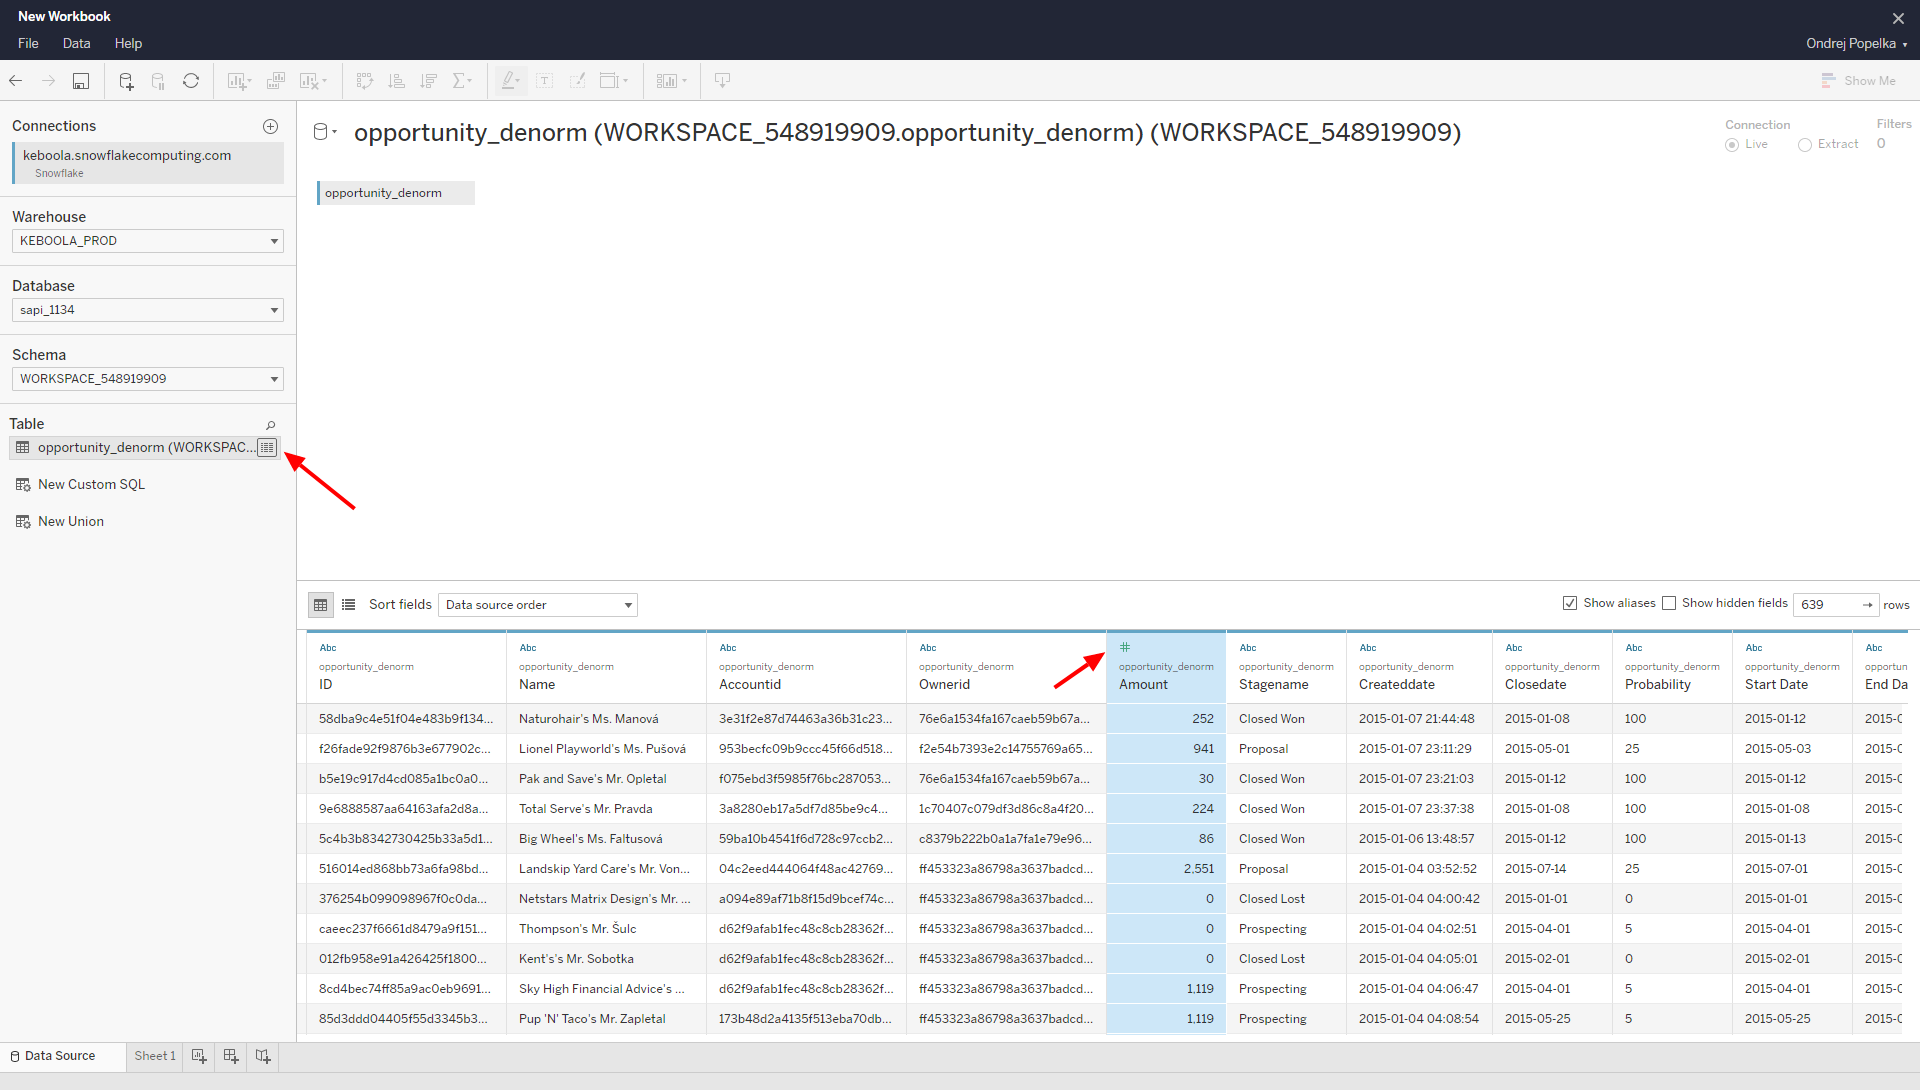 New Workbook
File Data Help
Ondrej Popelka
Show Me
Connections
keboola.snowflakecomputing.com
Snowflake
Warehouse
KEBOOLA_PROD
Database
sapi_1134
Schema
WORKSPACE_548919909
Table
opportunity_denorm (WORKSPAC...
New Custom SQL
New Union
opportunity_denorm (WORKSPACE_548919909.opportunity_denorm) (WORKSPACE_548919909)
Connection
Live Extract
Filters
0
opportunity_denorm
Sort fields Data source order
Show aliases Show hidden fields 639 rows
Abc Abc Abc Abc # Abc Abc Abc Abc Abc Abc
opportunity_denorm opportunity_denorm opportunity_denorm opportunity_denorm opportunity_denorm opportunity_denorm opportunity_denorm opportunity_denorm opportunity_denorm opportunity_denorm opportun
ID Name Accountid Ownerid Amount Stagename Createddate Closedate Probability Start Date End Da
58dba9c4e51f04e483b9f134... Naturohair's Ms. Manová 3e31f2e87d74463a36b31c23... 76e6a1534fa167caeb59b67a... 252 Closed Won 2015-01-07 21:44:48 2015-01-08 100 2015-01-12 2015-0
f26fade92f9876b3e677902c... Lionel Playworld's Ms. Pušová 953becfc09b9ccc45f66d518... f2e54b7393e2c14755769a65... 941 Proposal 2015-01-07 23:11:29 2015-05-01 25 2015-05-03 2015-0
b5e19c917d4cd085a1bc0a0... Pak and Save's Mr. Opletal f075ebd3f5985f76bc287053... 76e6a1534fa167caeb59b67a... 30 Closed Won 2015-01-07 23:21:03 2015-01-12 100 2015-01-12 2015-0
9e6888587aa64163afa2d8a... Total Serve's Mr. Pravda 3a8280eb17a5df7d85be9c4... 1c70407c079df3d86c8a4f20... 224 Closed Won 2015-01-07 23:37:38 2015-01-08 100 2015-01-08 2015-0
5c4b3b8342730425b33a5d1... Big Wheel's Ms. Faltusová 59ba10b4541f6d728c97ccb2... c8379b222b0a1a7fa1e79e96... 86 Closed Won 2015-01-06 13:48:57 2015-01-12 100 2015-01-13 2015-0
516014ed868bb73a6fa98bd... Landskip Yard Care's Mr. Von... 04c2eed444064f48ac42769... ff453323a86798a3637badcd... 2,551 Proposal 2015-01-04 03:52:52 2015-07-14 25 2015-07-01 2015-0
376254b099098967f0c0da... Netstars Matrix Design's Mr. ... a094e89af71b8f15d9bcef74c... ff453323a86798a3637badcd... 0 Closed Lost 2015-01-04 04:00:42 2015-01-01 0 2015-01-01 2015-0
caeec237f6661d8479a9f151... Thompson's Mr. Šulc d62f9afab1fec48c8cb28362f... ff453323a86798a3637badcd... 0 Prospecting 2015-01-04 04:02:51 2015-04-01 5 2015-04-01 2015-0
012fb958e91a426425f1800... Kent's's Mr. Sobotka d62f9afab1fec48c8cb28362f... ff453323a86798a3637badcd... 0 Closed Lost 2015-01-04 04:05:01 2015-02-01 0 2015-02-01 2015-0
8cd4bec74ff85a9ac0eb9691... Sky High Financial Advice's ... d62f9afab1fec48c8cb28362f... ff453323a86798a3637badcd... 1,119 Prospecting 2015-01-04 04:06:47 2015-04-01 5 2015-04-01 2015-0
85d3ddd04405f55d3345b3... Pup 'N' Taco's Mr. Zapletal 173b48d2a4135f513eba70db... ff453323a86798a3637badcd... 1,119 Prospecting 2015-01-04 04:08:54 2015-05-25 5 2015-05-25 2015-0
Data Source Sheet 1